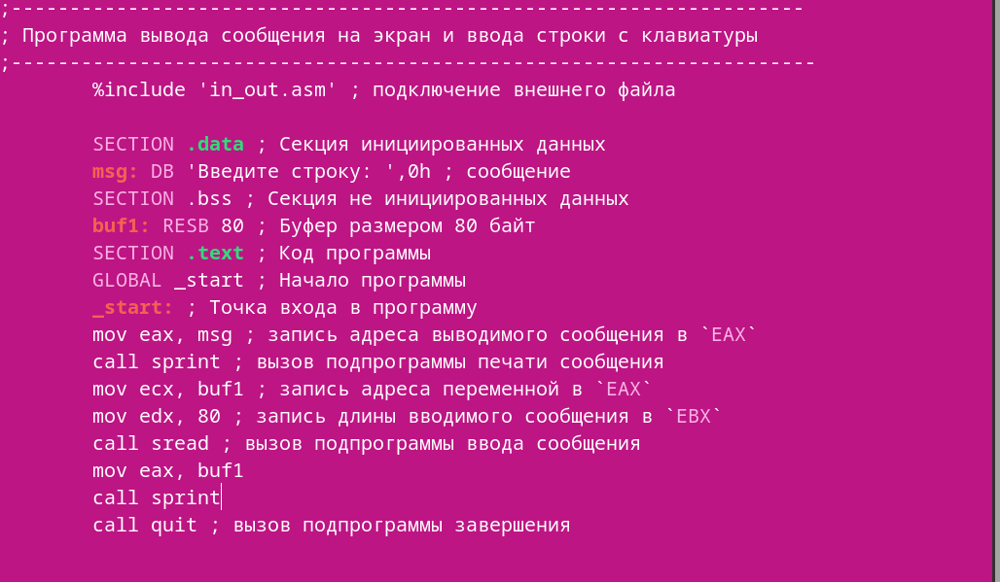 ;--------------------------------------------------------------------
; Программа вывода сообщения на экран и ввода строки с клавиатуры
;---------------------------------------------------------------------
%include 'in_out.asm' ; подключение внешнего файла
SECTION .data ; Секция инициированных данных
msg: DB 'Введите строку: ',0h ; сообщение
SECTION .bss ; Секция не инициированных данных
buf1: RESB 80 ; Буфер размером 80 байт
SECTION .text ; Код программы
GLOBAL _start ; Начало программы
_start: ; Точка входа в программу
mov eax, msg ; запись адреса выводимого сообщения в `EAX`
call sprint ; вызов подпрограммы печати сообщения
mov ecx, buf1 ; запись адреса переменной в `EAX`
mov edx, 80 ; запись длины вводимого сообщения в `EBX`
call sread ; вызов подпрограммы ввода сообщения
mov eax, buf1
call sprint
call quit ; вызов подпрограммы завершения